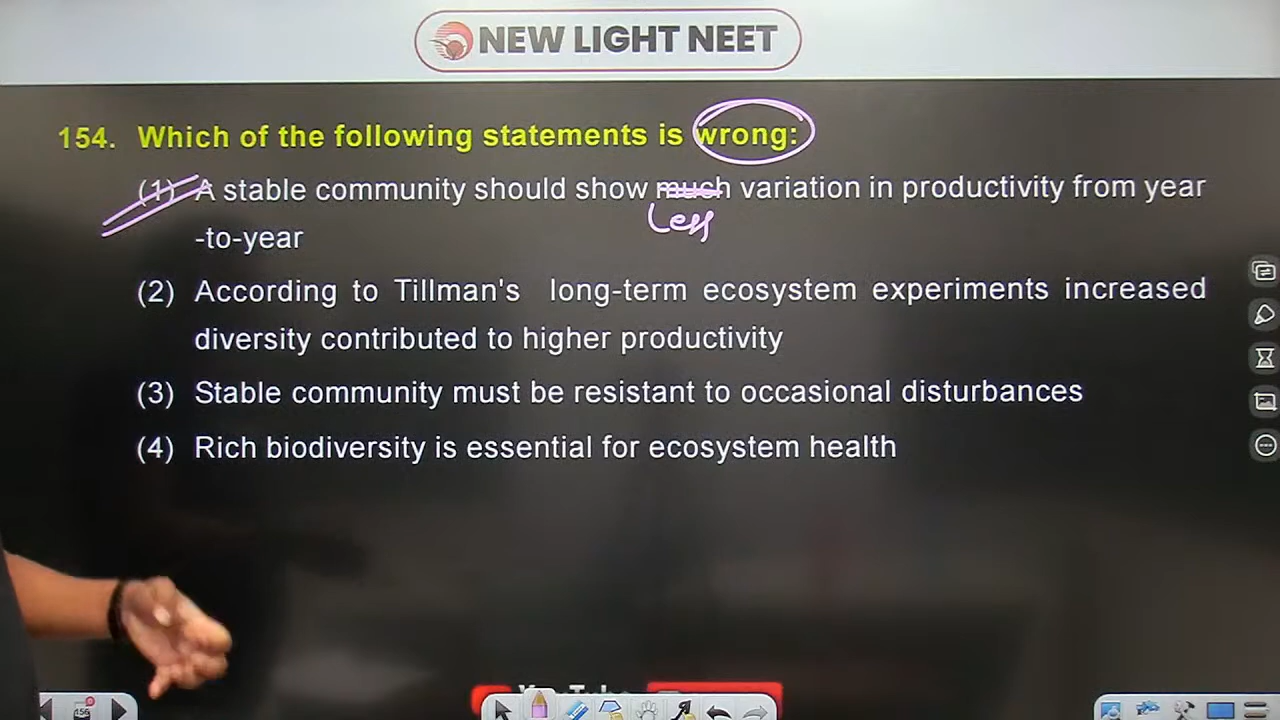 NEW LIGHT NEET
154. Which of the following statements is wrong:
(1) A stable community should show much variation in productivity from year
Less
-to-year
(2) According to Tillman's long-term ecosystem experiments increased
diversity contributed to higher productivity
(3) Stable community must be resistant to occasional disturbances
(4) Rich biodiversity is essential for ecosystem health
YouTube
156